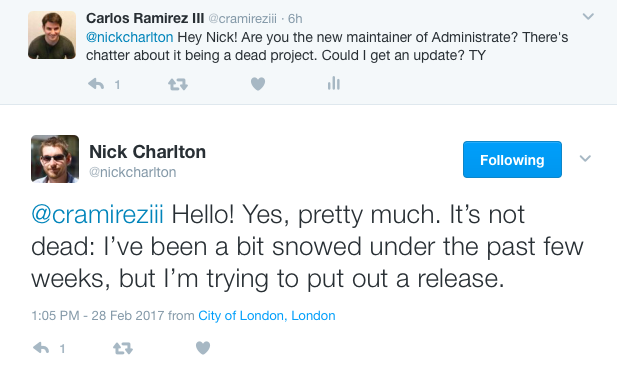 Carlos Ramirez III @cramireziii · 6h
@nickcharlton Hey Nick! Are you the new maintainer of Administrate? There's
chatter about it being a dead project. Could I get an update? TY
1
Nick Charlton
@nickcharlton
Following
@cramireziii Hello! Yes, pretty much. It’s not
dead: I’ve been a bit snowed under the past few
weeks, but I’m trying to put out a release.
1:05 PM - 28 Feb 2017 from City of London, London
1